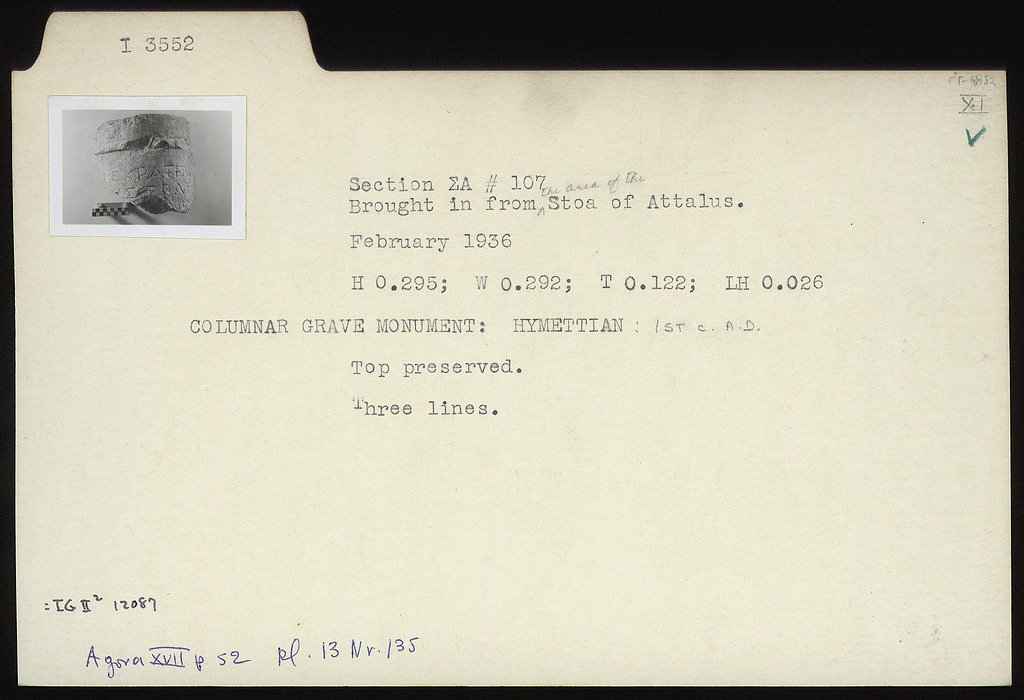 I 3552
XI
Section ΣΑ # 107
Brought in from the area of the Stoa of Attalus.
February 1936
H 0.295; W 0.292; T 0.122; LH 0.026
COLUMNAR GRAVE MONUMENT: HYMETTIAN : 1ST C. A.D.
Top preserved.
Three lines.
= IG II² 12087
Agora XVII p 52 Pl. 13 Nr. 135